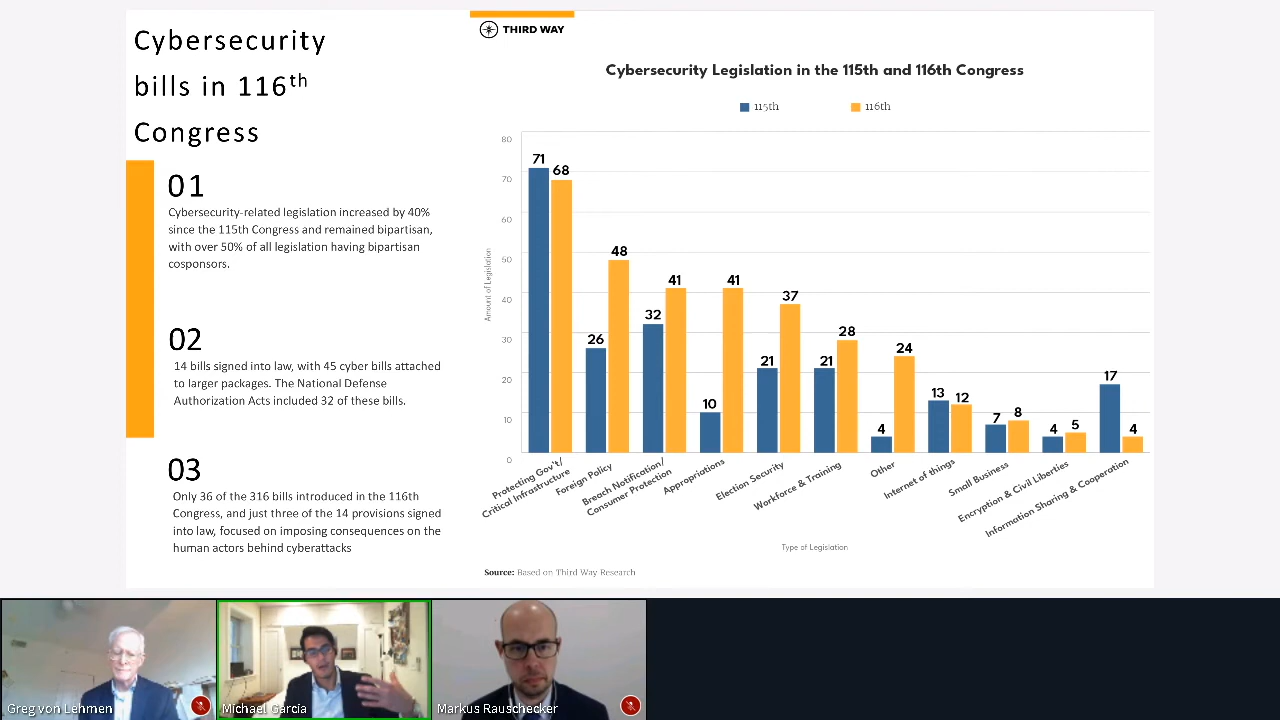 Cybersecurity
bills in 116th
Congress
01
Cybersecurity-related legislation increased by 40%
since the 115th Congress and remained bipartisan,
with over 50% of all legislation having bipartisan
cosponsors.
02
14 bills signed into law, with 45 cyber bills attached
to larger packages. The National Defense
Authorization Acts included 32 of these bills.
03
Only 36 of the 316 bills introduced in the 116th
Congress, and just three of the 14 provisions signed
into law, focused on imposing consequences on the
human actors behind cyberattacks
THIRD WAY
Cybersecurity Legislation in the 115th and 116th Congress
115th
116th
Amount of Legislation
80
70
60
50
40
30
20
10
0
71
68
26
48
32
41
10
41
21
37
21
28
4
24
13
12
7
8
4
5
17
4
Protecting Gov't/
Critical Infrastructure
Foreign Policy
Breach Notification/
Consumer Protection
Appropriations
Election Security
Workforce & Training
Other
Internet of things
Small Business
Encryption & Civil Liberties
Information Sharing & Cooperation
Type of Legislation
Source: Based on Third Way Research
Greg von Lehmen
Michael Garcia
Markus Rauschecker